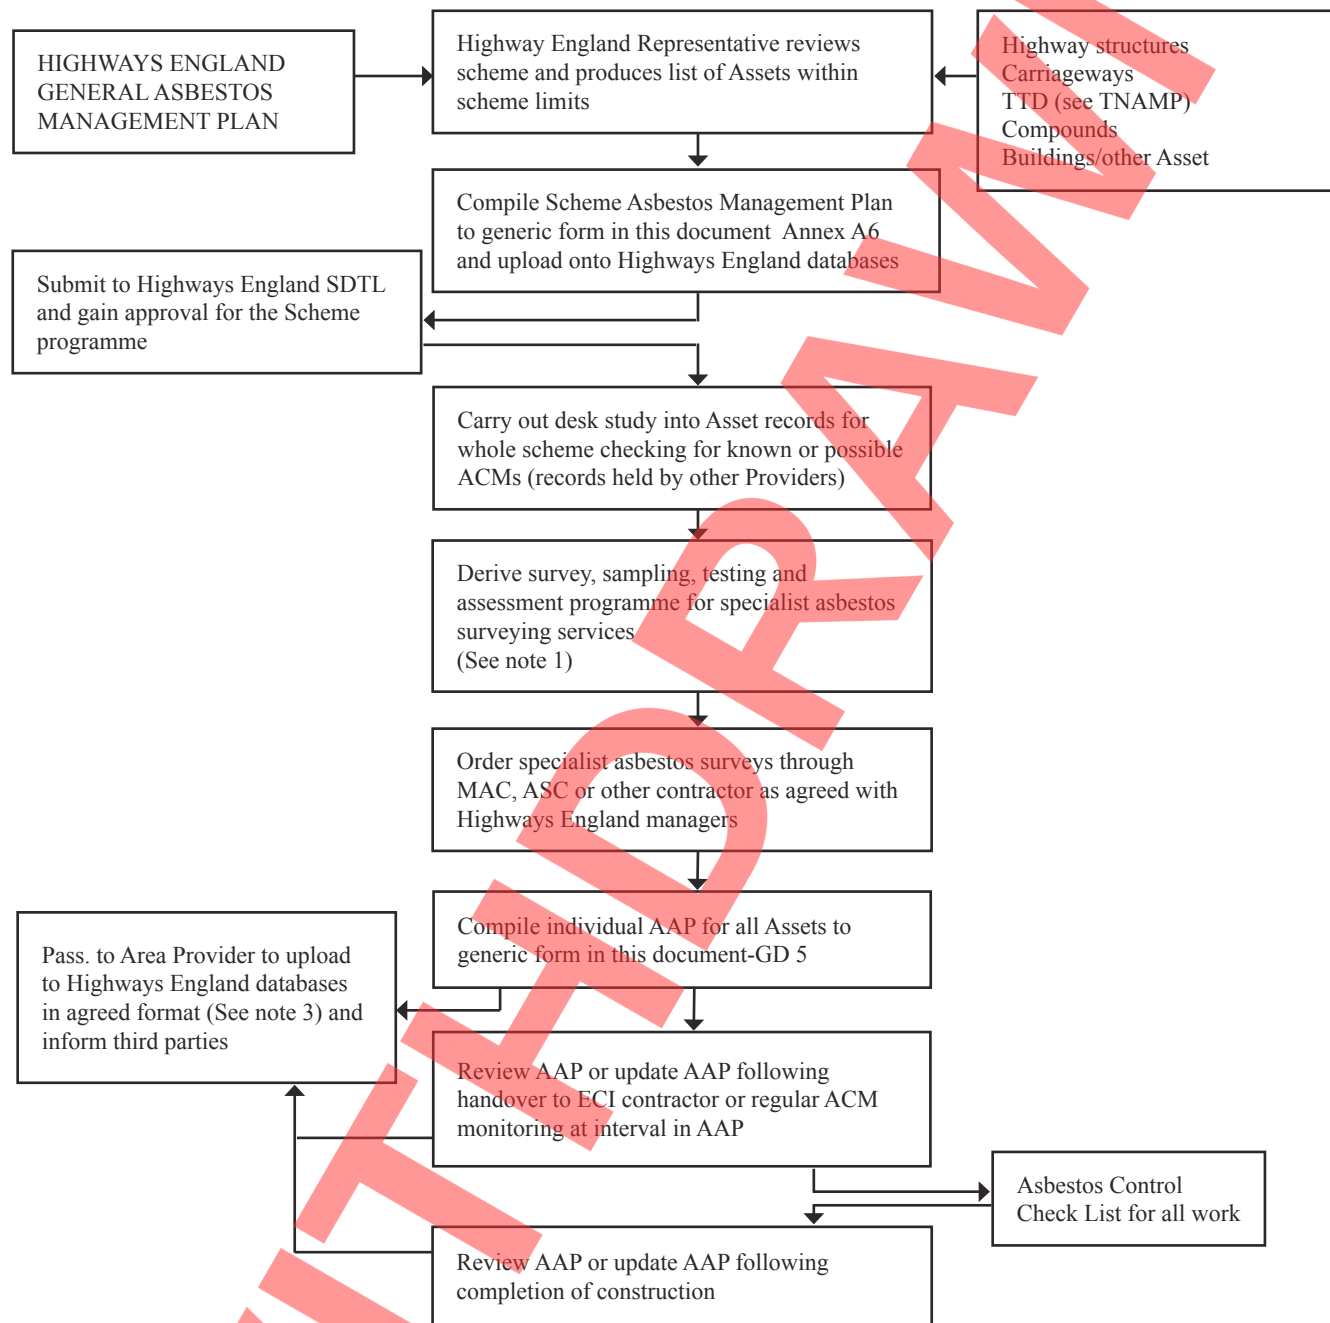 HIGHWAYS ENGLAND
GENERAL ASBESTOS
MANAGEMENT PLAN
Highway England Representative reviews
scheme and produces list of Assets within
scheme limits
Highway structures
Carriageways
TTD (see TNAMP)
Compounds
Buildings/other Asset
Compile Scheme Asbestos Management Plan
to generic form in this document Annex A6
and upload onto Highways England databases
Submit to Highways England SDTL
and gain approval for the Scheme
programme
Carry out desk study into Asset records for
whole scheme checking for known or possible
ACMs (records held by other Providers)
Derive survey, sampling, testing and
assessment programme for specialist asbestos
surveying services
(See note 1)
Order specialist asbestos surveys through
MAC, ASC or other contractor as agreed with
Highways England managers
Compile individual AAP for all Assets to
generic form in this document-GD 5
Pass. to Area Provider to upload
to Highways England databases
in agreed format (See note 3) and
inform third parties
Review AAP or update AAP following
handover to ECI contractor or regular ACM
monitoring at interval in AAP
Asbestos Control
Check List for all work
Review AAP or update AAP following
completion of construction
ITHDRAW